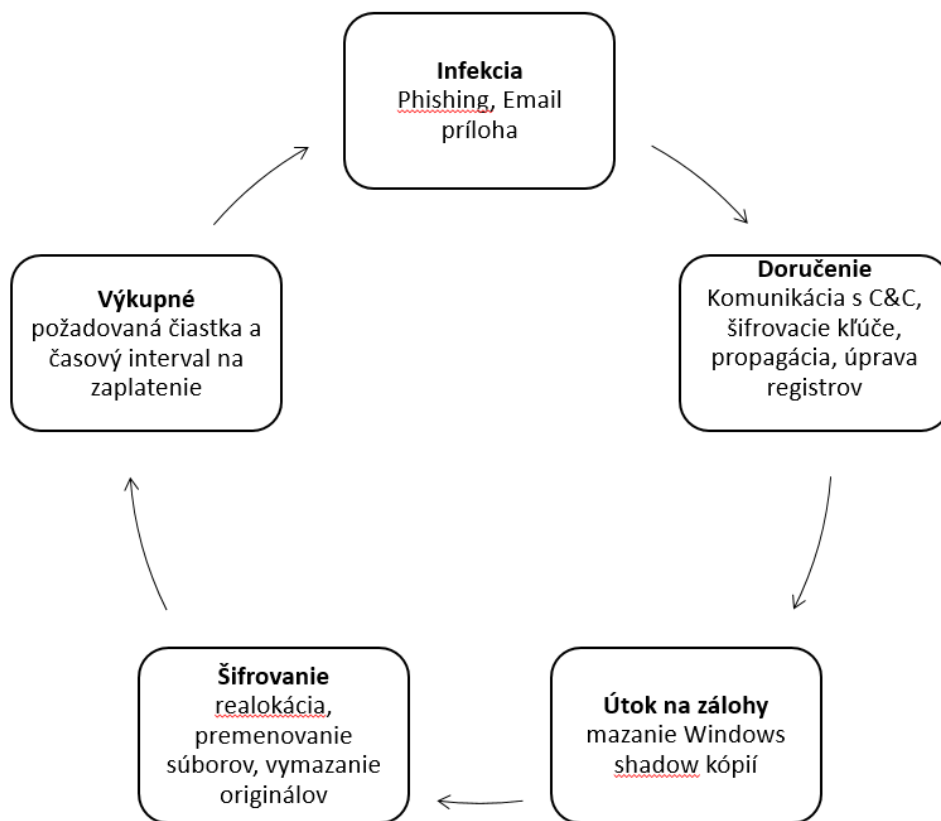 Infekcia
Phishing, Email
príloha
Doručenie
Komunikácia s C&C,
šifrovacie kľúče,
propagácia, úprava
registrov
Útok na zálohy
mazanie Windows
shadow kópií
Šifrovanie
realokácia,
premenovanie
súborov, vymazanie
originálov
Výkupné
požadovaná čiastka a
časový interval na
zaplatenie